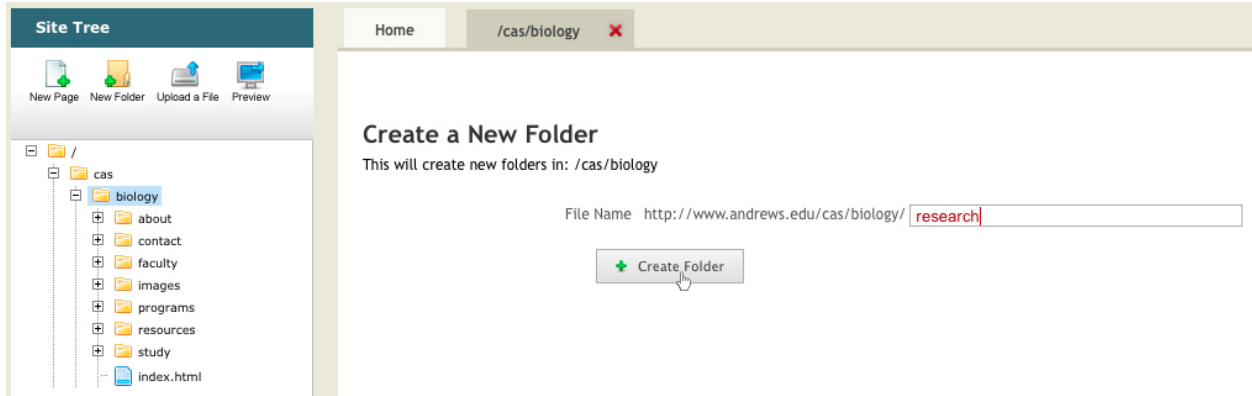 Site Tree
New Page New Folder Upload a File Preview
/
cas
biology
about
contact
faculty
images
programs
resources
study
index.html
Home /cas/biology
Create a New Folder
This will create new folders in: /cas/biology
File Name http://www.andrews.edu/cas/biology/ research
Create Folder